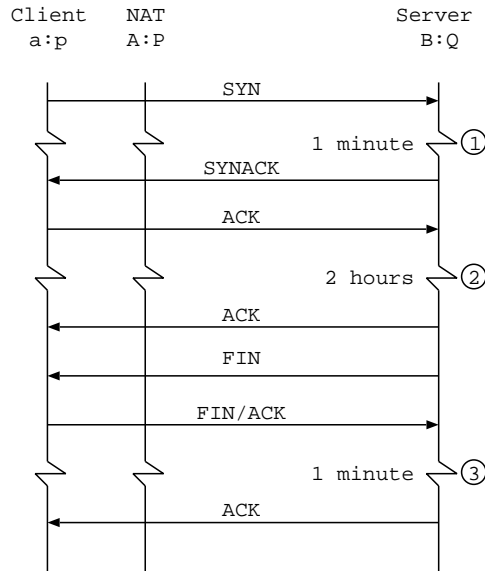 Client NAT Server
a:p A:P B:Q
SYN
1 minute 1
SYNACK
ACK
2 hours 2
ACK
FIN
FIN/ACK
1 minute 3
ACK